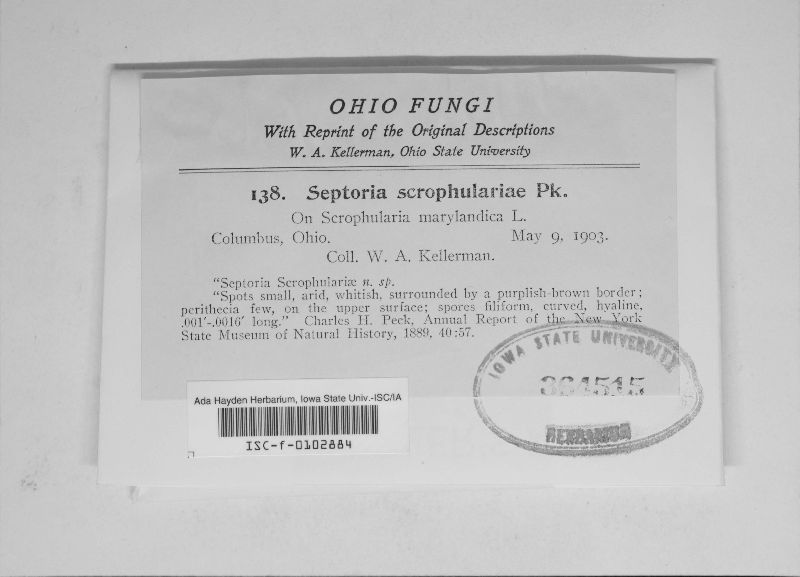 OHIO FUNGI
With Reprint of the Original Descriptions
W. A. Kellerman, Ohio State University
138. Septoria scrophulariae Pk.
On Scrophularia marylandica L.
Columbus, Ohio. May 9, 1903.
Coll. W. A. Kellerman.
“Septoria Scrophulariæ n. sp.
“Spots small, arid, whitish, surrounded by a purplish-brown border;
perithecia few, on the upper surface; spores filiform, curved, hyaline,
.001′-.0016′ long.” Charles H. Peck, Annual Report of the New York
State Museum of Natural History, 1889, 40:57.
IOWA STATE UNIVERSITY
364515
HERBARIUM
Ada Hayden Herbarium, Iowa State Univ.-ISC/IA
ISC-f-0102884